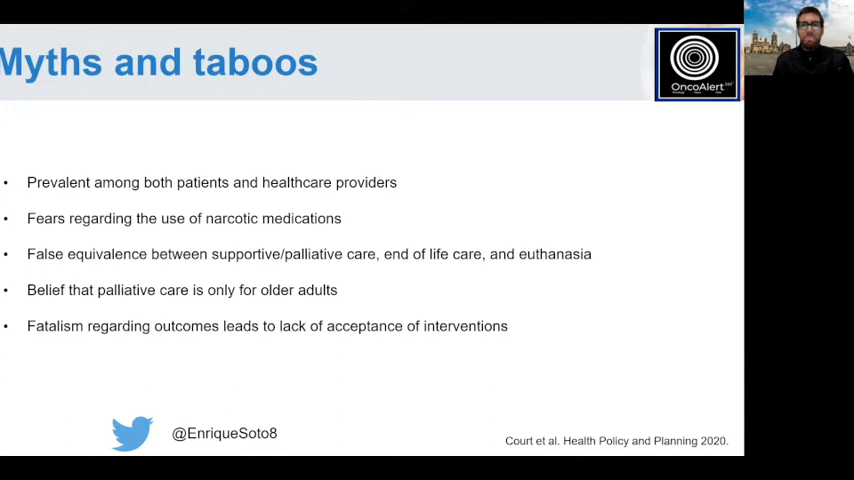 Myths and taboos
OncoAlert
• Prevalent among both patients and healthcare providers
• Fears regarding the use of narcotic medications
• False equivalence between supportive/palliative care, end of life care, and euthanasia
• Belief that palliative care is only for older adults
• Fatalism regarding outcomes leads to lack of acceptance of interventions
@EnriqueSoto8
Court et al. Health Policy and Planning 2020.